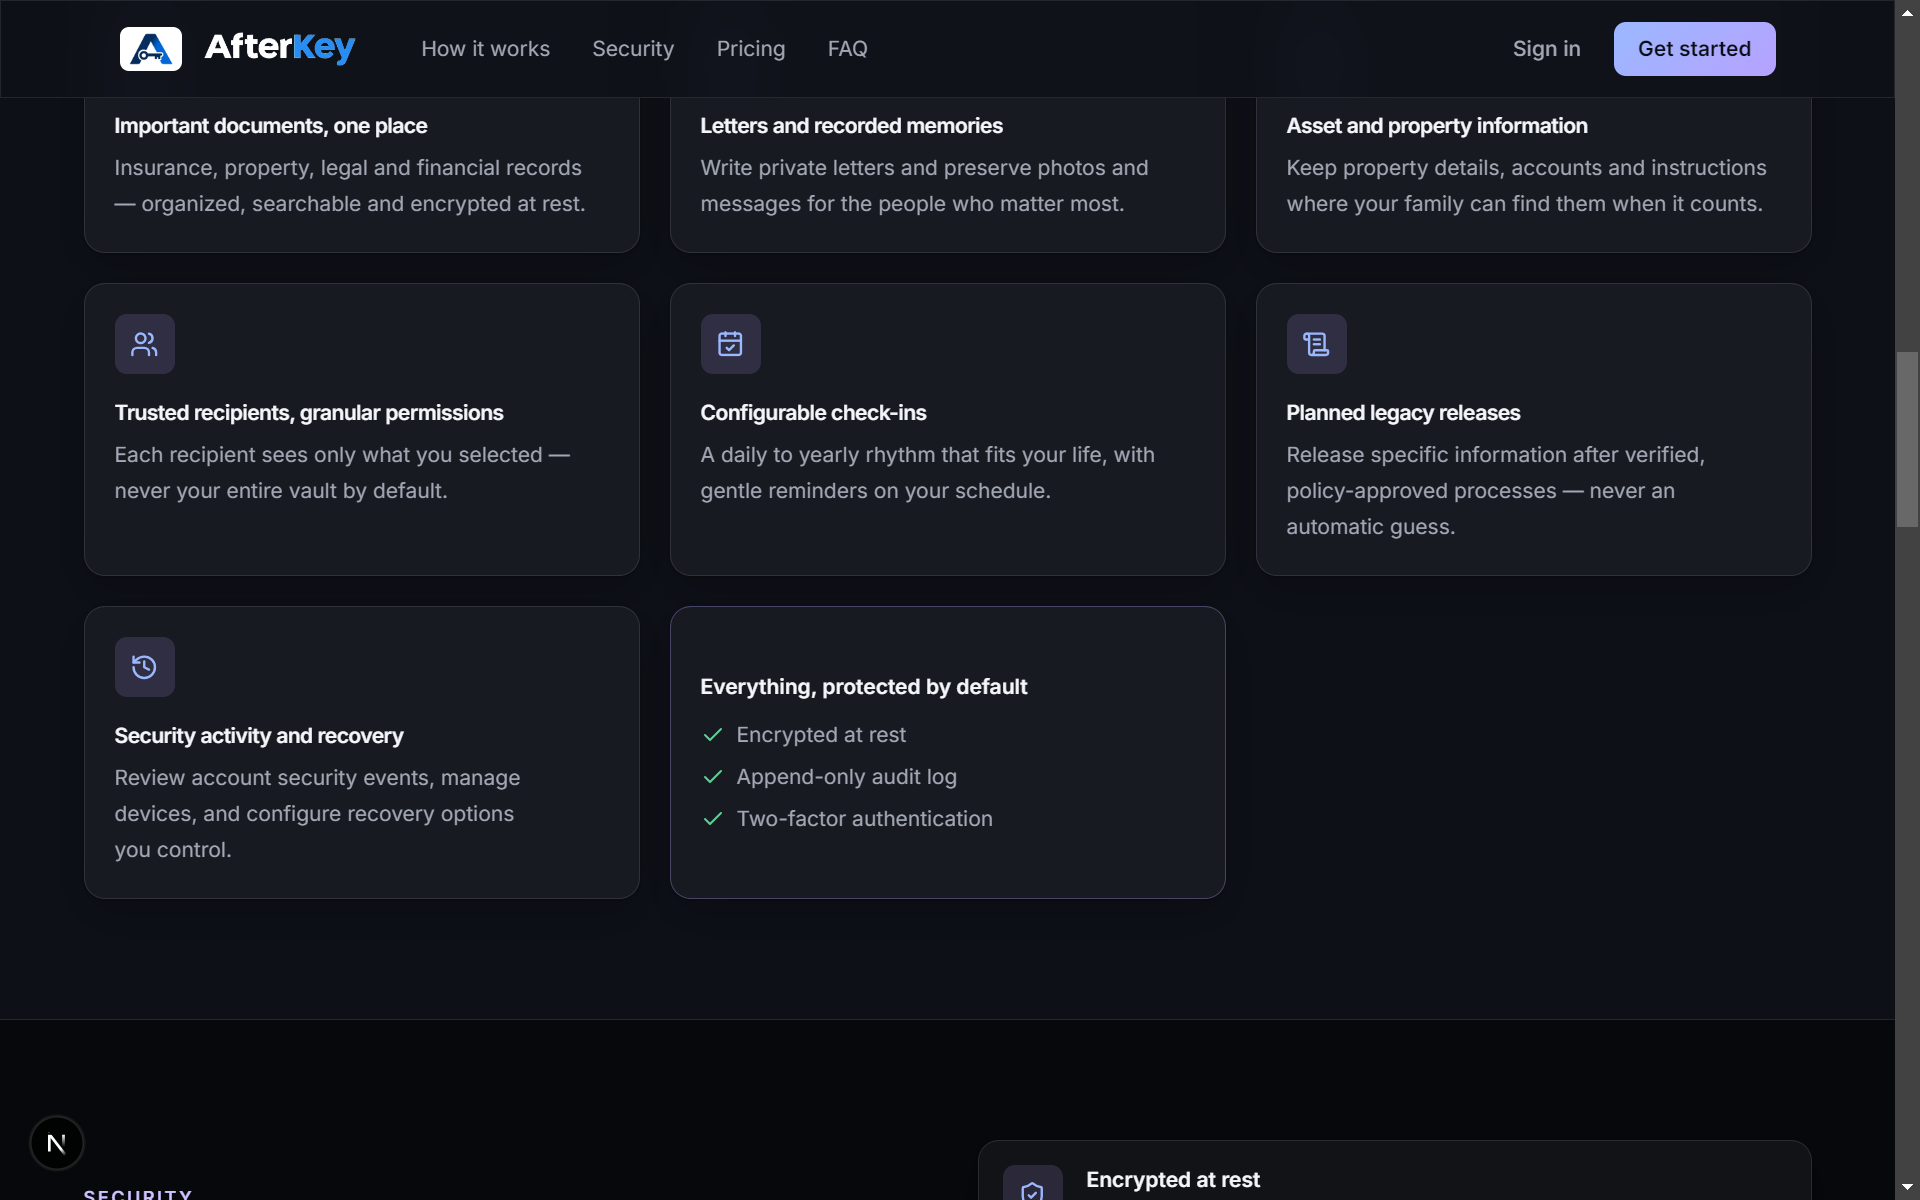 AfterKey
How it works
Security
Pricing
FAQ
Sign in
Get started
Important documents, one place
Insurance, property, legal and financial records
— organized, searchable and encrypted at rest.
Letters and recorded memories
Write private letters and preserve photos and
messages for the people who matter most.
Asset and property information
Keep property details, accounts and instructions
where your family can find them when it counts.
Trusted recipients, granular permissions
Each recipient sees only what you selected —
never your entire vault by default.
Configurable check-ins
A daily to yearly rhythm that fits your life, with
gentle reminders on your schedule.
Planned legacy releases
Release specific information after verified,
policy-approved processes — never an
automatic guess.
Security activity and recovery
Review account security events, manage
devices, and configure recovery options
you control.
Everything, protected by default
Encrypted at rest
Append-only audit log
Two-factor authentication
N
SECURITY
Encrypted at rest